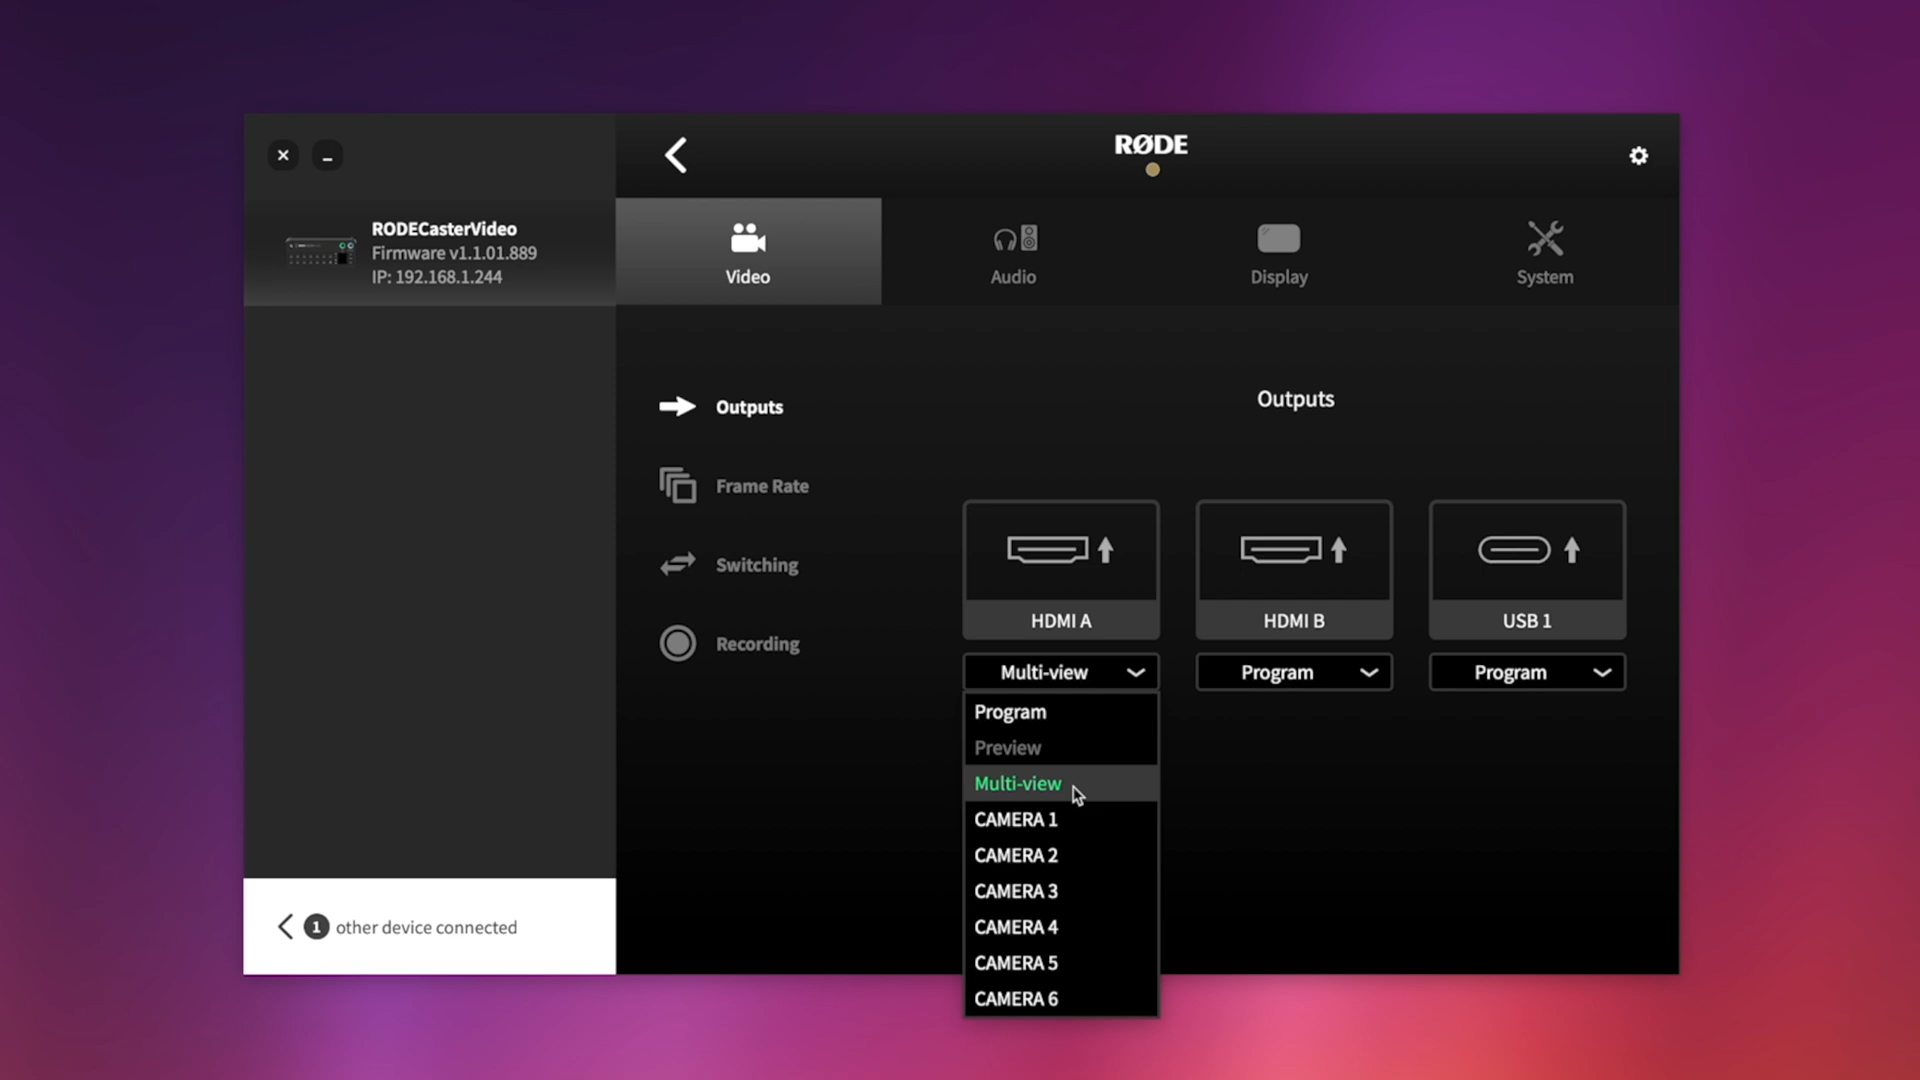 RØDE
RODECasterVideo
Firmware v1.1.01.889
IP: 192.168.1.244
Video
Audio
Display
System
Outputs
Frame Rate
Switching
Recording
Outputs
HDMI A
HDMI B
USB 1
Multi-view
Program
Program
Program
Preview
Multi-view
CAMERA 1
CAMERA 2
CAMERA 3
CAMERA 4
CAMERA 5
CAMERA 6
1 other device connected